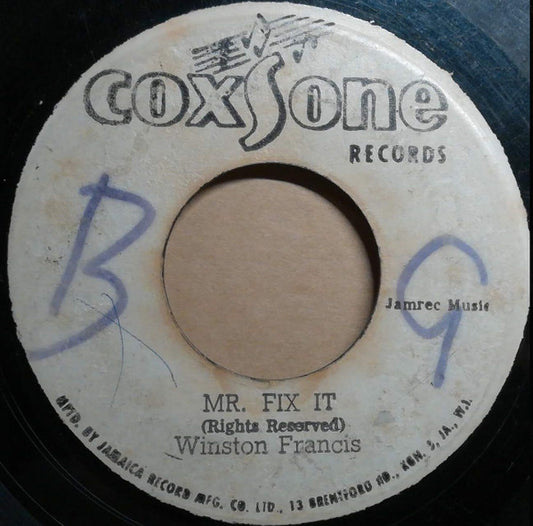 coxSone
RECORDS
B
G
Jamrec Music
MR. FIX IT
(Rights Reserved)
Winston Francis
MFTD. BY JAMAICA RECORD MFG. CO. LTD., 13 BRENTFORD RD., KGN. 5, JA., W.I.